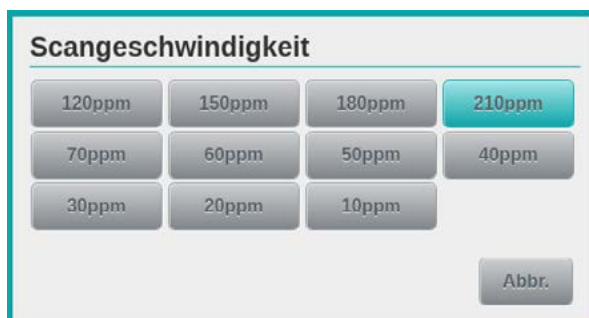 Scangeschwindigkeit
120ppm 150ppm 180ppm 210ppm
70ppm 60ppm 50ppm 40ppm
30ppm 20ppm 10ppm
Abbr.